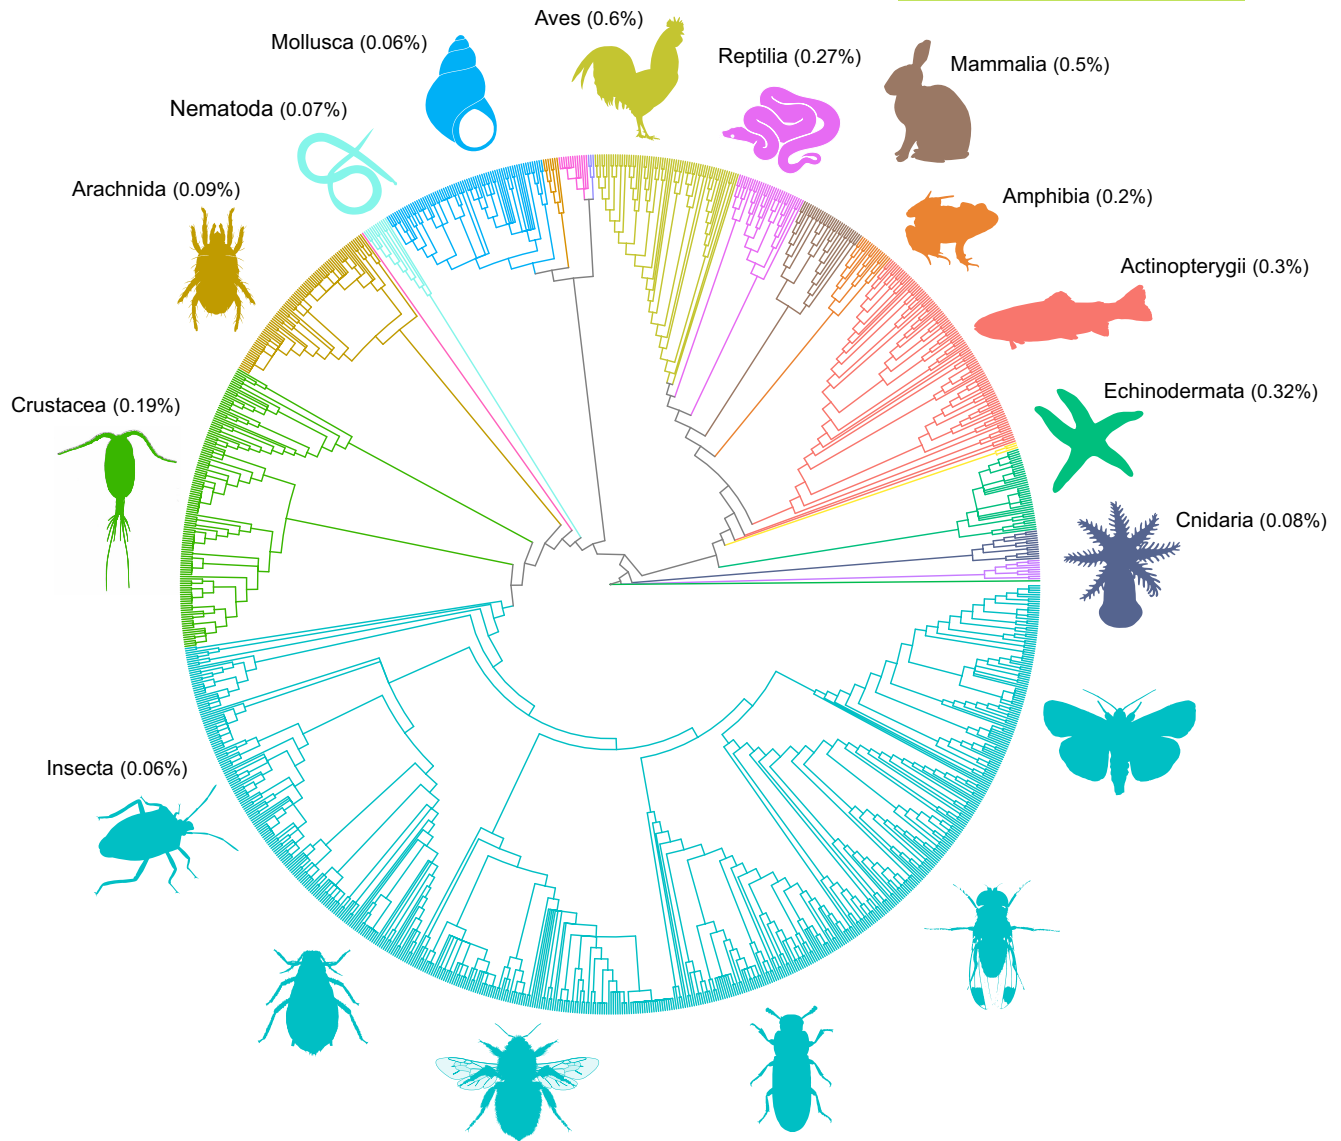 Aves (0.6%)
Mollusca (0.06%)
Reptilia (0.27%)
Mammalia (0.5%)
Nematoda (0.07%)
Arachnida (0.09%)
Amphibia (0.2%)
Actinopterygii (0.3%)
Echinodermata (0.32%)
Crustacea (0.19%)
Cnidaria (0.08%)
Insecta (0.06%)